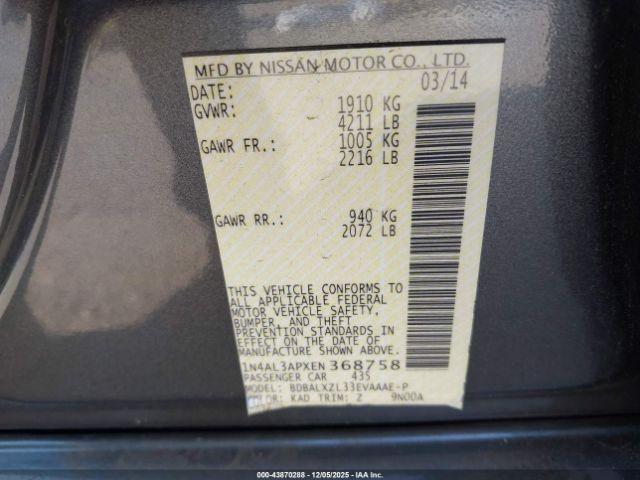 MFD BY NISSAN MOTOR CO., LTD.
DATE: 03/14
GVWR: 1910 KG
4211 LB
GAWR FR.: 1005 KG
2216 LB
GAWR RR.: 940 KG
2072 LB
THIS VEHICLE CONFORMS TO
ALL APPLICABLE FEDERAL
MOTOR VEHICLE SAFETY,
BUMPER, AND THEFT
PREVENTION STANDARDS IN
EFFECT ON THE DATE OF
MANUFACTURE SHOWN ABOVE.
1N4AL3APXEN368758
PASSENGER CAR 435
MODEL: BDBALXZL33EVAAAE-P
COLOR: KAD TRIM: Z 9N00A
000-43870288 - 12/05/2025 - IAA Inc.